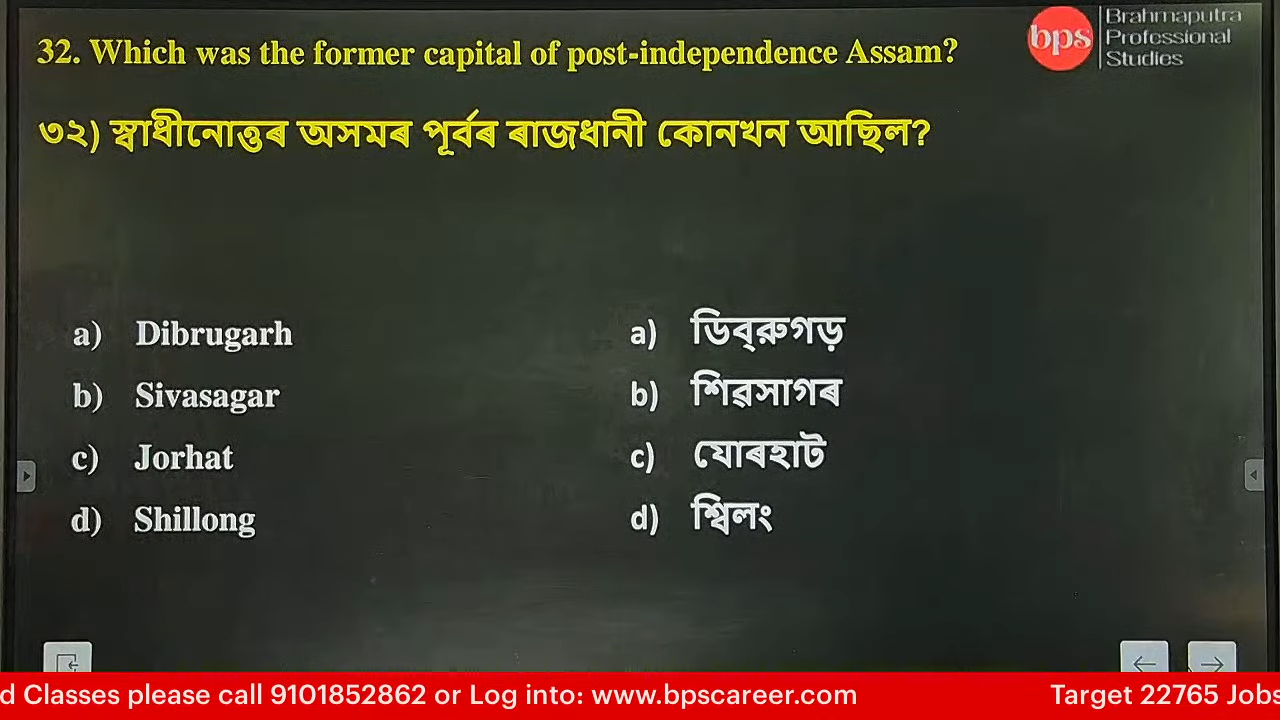 32. Which was the former capital of post-independence Assam?
bps
Brahmaputra
Professional
Studies
৩২) স্বাধীনোত্তৰ অসমৰ পূৰ্বৰ ৰাজধানী কোনখন আছিল?
a) Dibrugarh
b) Sivasagar
c) Jorhat
d) Shillong
a) ডিব্ৰুগড়
b) শিৱসাগৰ
c) যোৰহাট
d) শ্বিলং
d Classes please call 9101852862 or Log into: www.bpscareer.com
Target 22765 Jobs